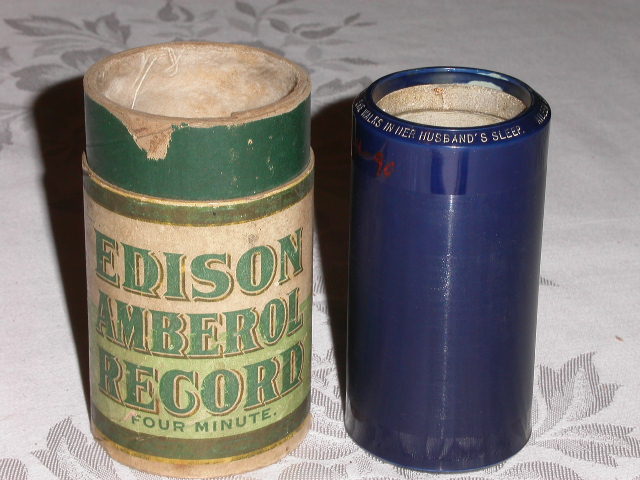 EDISON
AMBEROL
RECORD
FOUR MINUTE.
WALKS IN HER HUSBAND'S SLEEP.